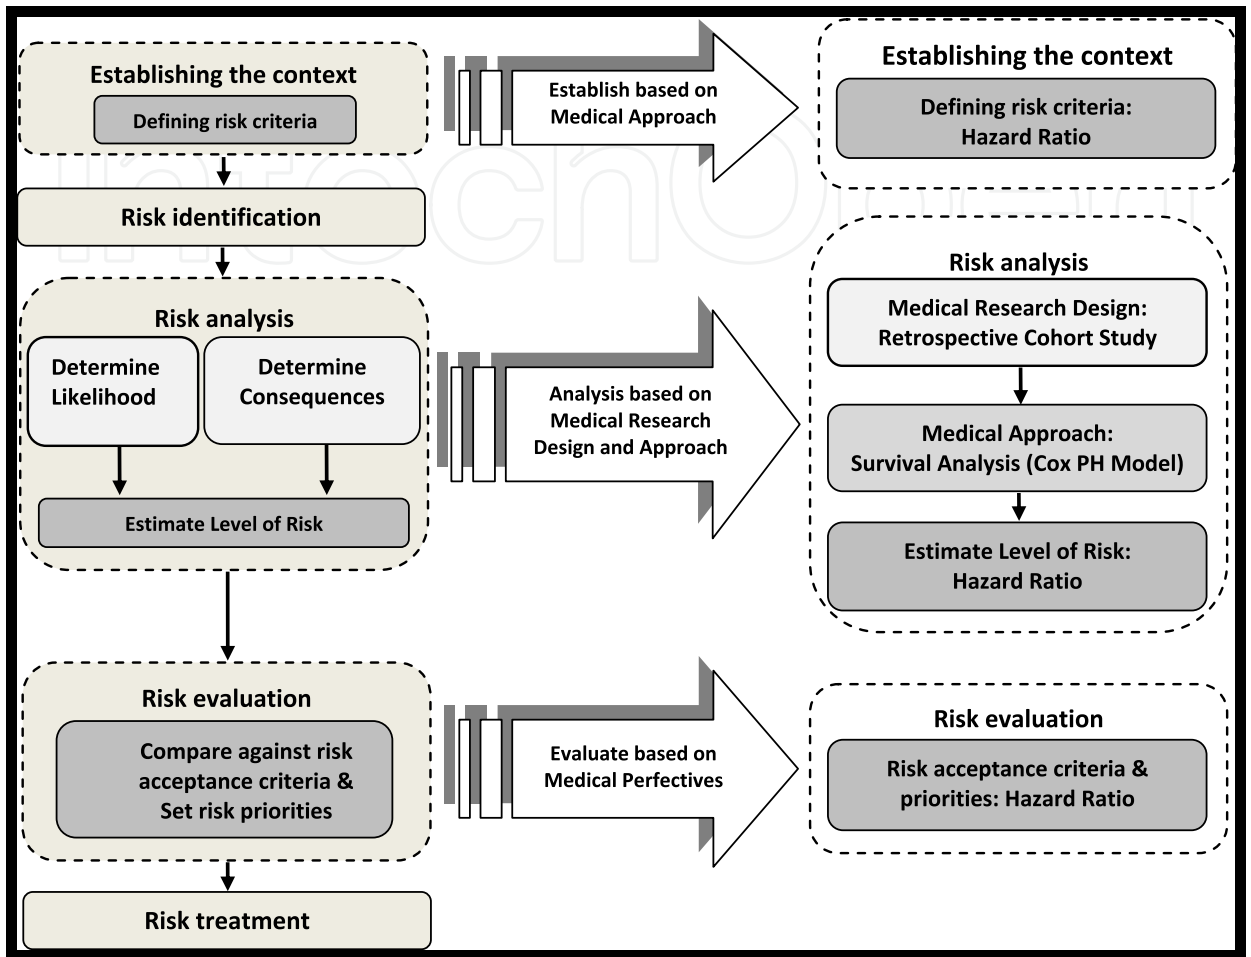 Establishing the context
Defining risk criteria
Establish based on
Medical Approach
Establishing the context
Defining risk criteria:
Hazard Ratio
Risk identification
Risk analysis
Determine
Likelihood
Determine
Consequences
Estimate Level of Risk
Analysis based on
Medical Research
Design and Approach
Risk analysis
Medical Research Design:
Retrospective Cohort Study
Medical Approach:
Survival Analysis (Cox PH Model)
Estimate Level of Risk:
Hazard Ratio
Risk evaluation
Compare against risk
acceptance criteria &
Set risk priorities
Evaluate based on
Medical Perfectives
Risk evaluation
Risk acceptance criteria &
priorities: Hazard Ratio
Risk treatment
IntechOpen